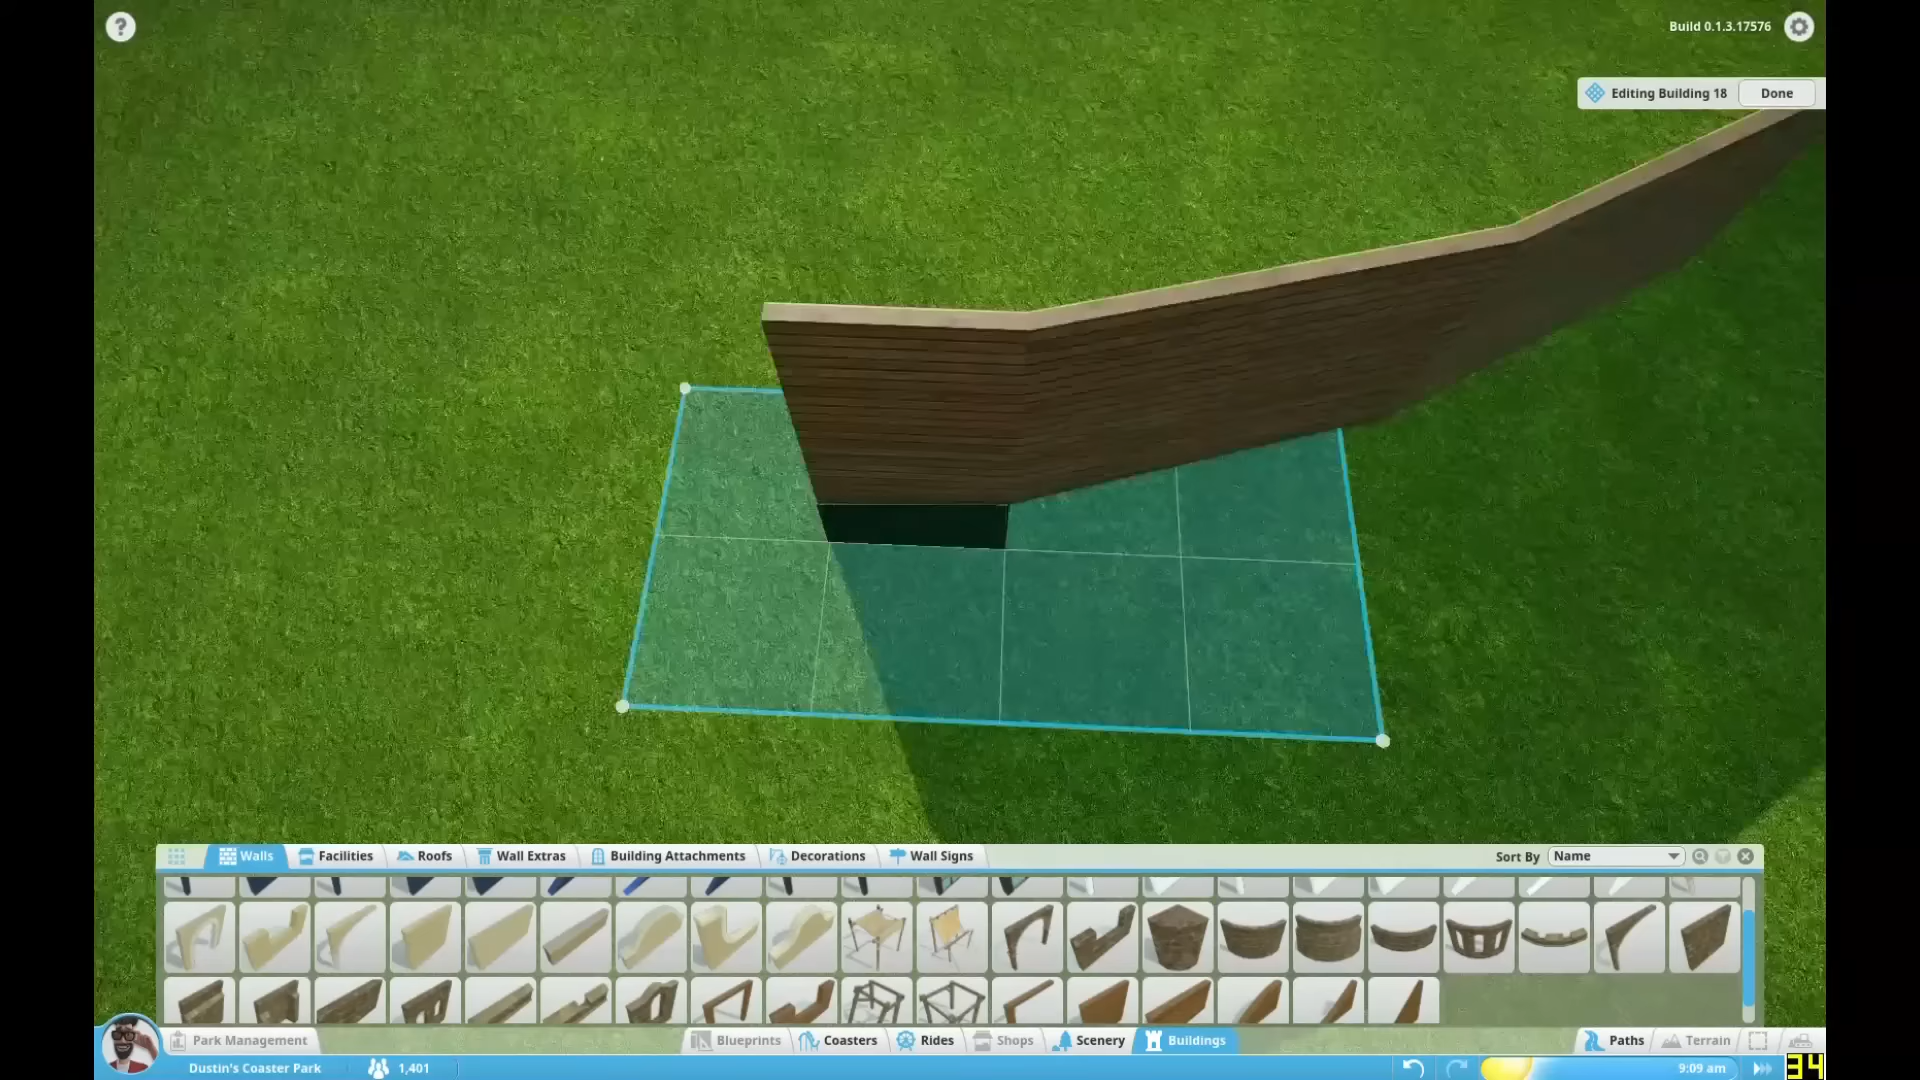 ?
Build 0.1.3.17576
Editing Building 18 Done
Walls Facilities Roofs Wall Extras Building Attachments Decorations Wall Signs Sort By Name
Park Management Blueprints Coasters Rides Shops Scenery Buildings Paths Terrain
Dustin's Coaster Park 1,401 9:09 am 34